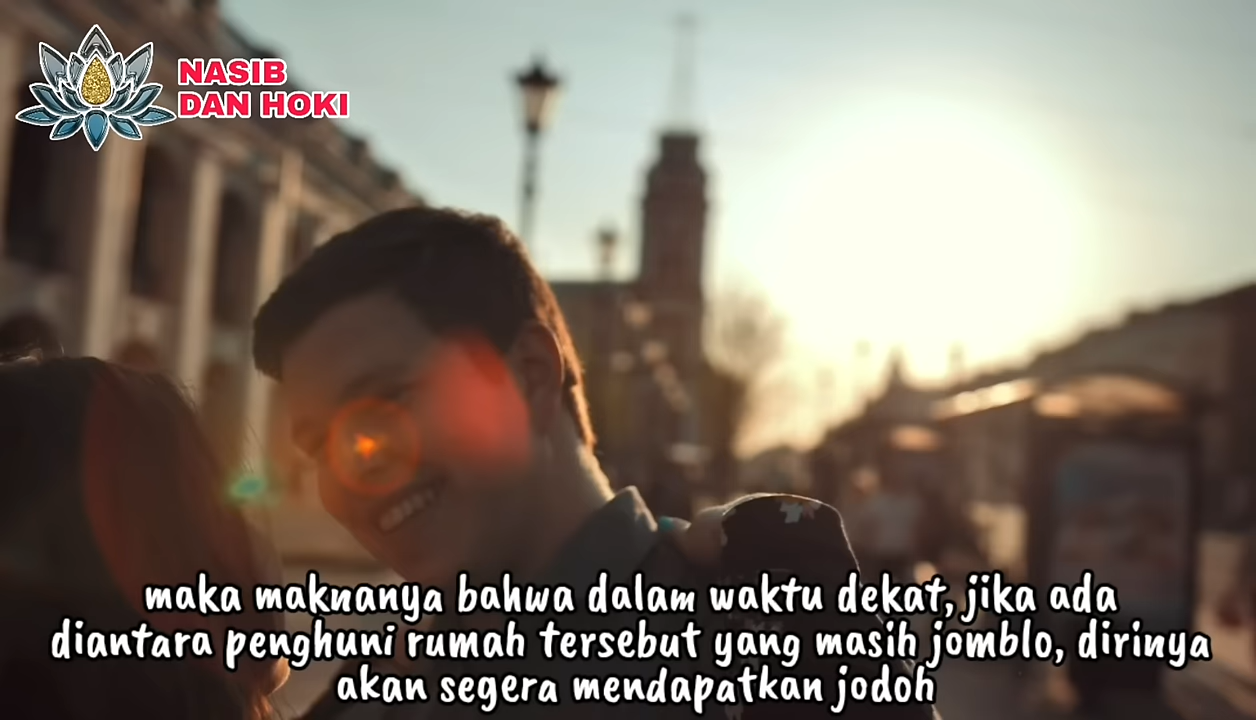 NASIB
DAN HOKI
maka maknanya bahwa dalam waktu dekat, jika ada
diantara penghuni rumah tersebut yang masih jomblo, dirinya
akan segera mendapatkan jodoh